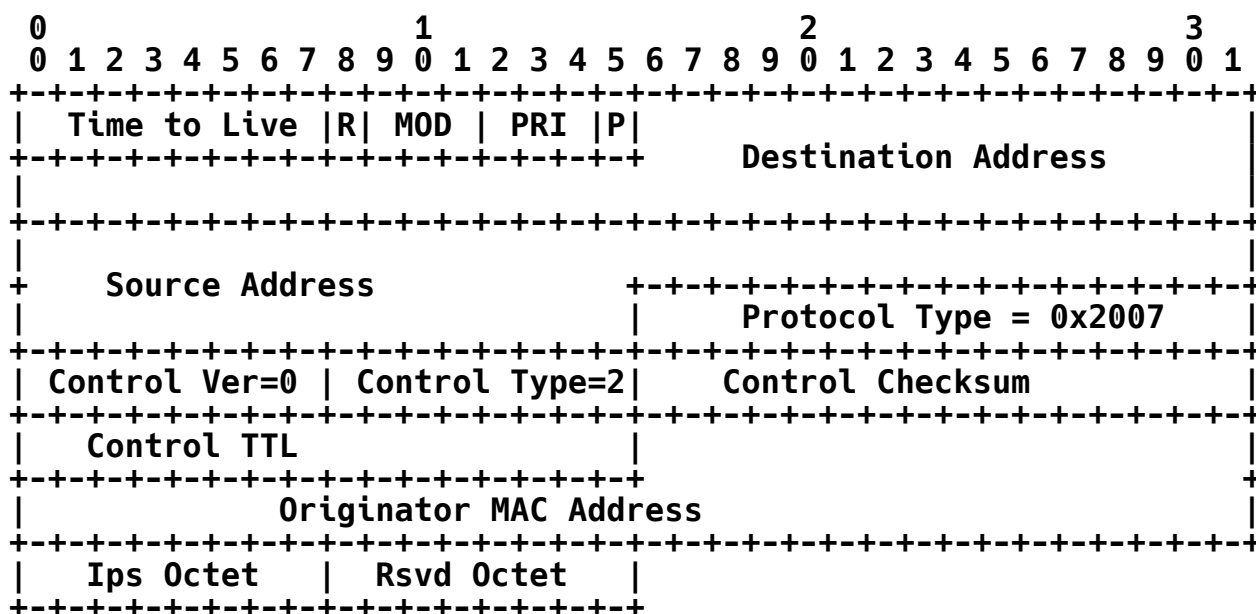 0                   1                   2                   3
0 1 2 3 4 5 6 7 8 9 0 1 2 3 4 5 6 7 8 9 0 1 2 3 4 5 6 7 8 9 0 1
+-+-+-+-+-+-+-+-+-+-+-+-+-+-+-+-+-+-+-+-+-+-+-+-+-+-+-+-+-+-+-+-+
|  Time to Live |R| MOD | PRI |P|                               |
+-+-+-+-+-+-+-+-+-+-+-+-+-+-+-+-+     Destination Address       |
|                                                               |
+-+-+-+-+-+-+-+-+-+-+-+-+-+-+-+-+-+-+-+-+-+-+-+-+-+-+-+-+-+-+-+-+
|                                                               |
+    Source Address             +-+-+-+-+-+-+-+-+-+-+-+-+-+-+-+-+
|                               |     Protocol Type = 0x2007    |
+-+-+-+-+-+-+-+-+-+-+-+-+-+-+-+-+-+-+-+-+-+-+-+-+-+-+-+-+-+-+-+-+
| Control Ver=0 | Control Type=2|    Control Checksum           |
+-+-+-+-+-+-+-+-+-+-+-+-+-+-+-+-+-+-+-+-+-+-+-+-+-+-+-+-+-+-+-+-+
|   Control TTL                 |                               |
+-+-+-+-+-+-+-+-+-+-+-+-+-+-+-+-+                               +
|             Originator MAC Address                            |
+-+-+-+-+-+-+-+-+-+-+-+-+-+-+-+-+-+-+-+-+-+-+-+-+-+-+-+-+-+-+-+-+
|   Ips Octet   |  Rsvd Octet   |
+-+-+-+-+-+-+-+-+-+-+-+-+-+-+-+-+